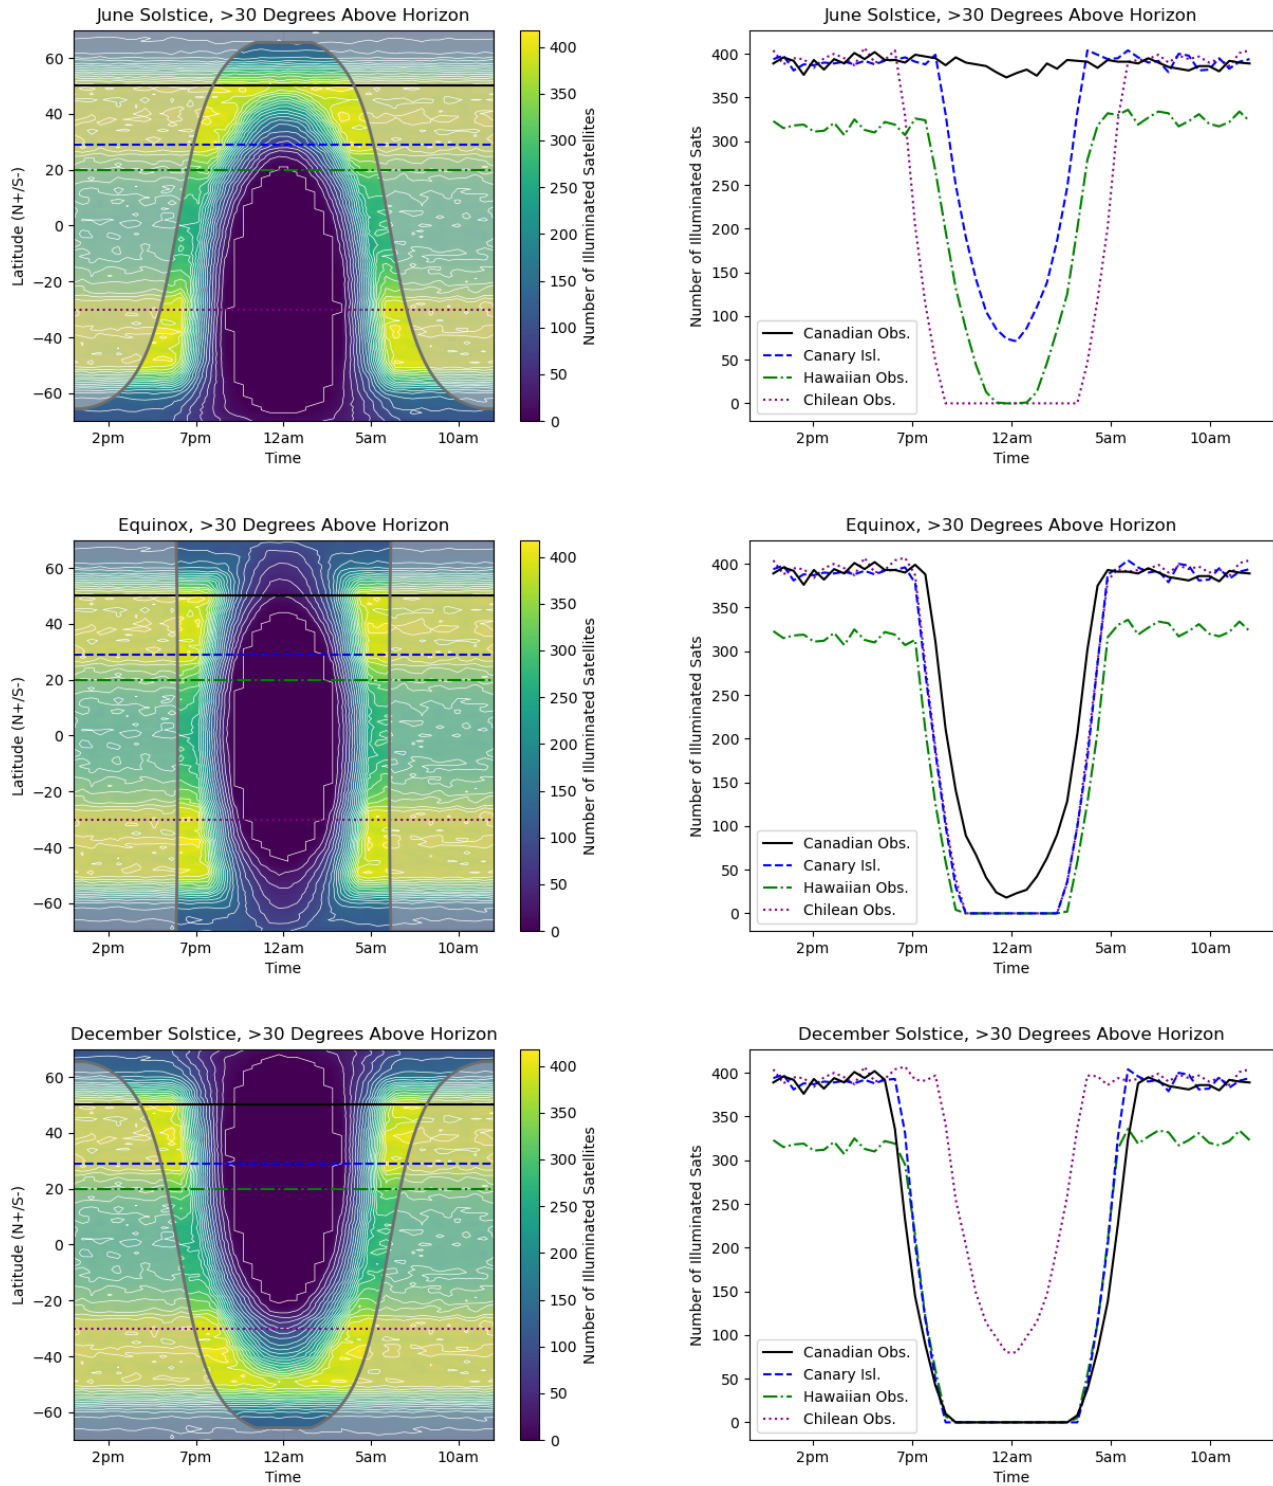 June Solstice, >30 Degrees Above Horizon
Latitude (N+/S-)
60
40
20
0
−20
−40
−60
2pm 7pm 12am 5am 10am
Time
400
350
300
250
200
150
100
50
0
Number of Illuminated Satellites
June Solstice, >30 Degrees Above Horizon
Number of Illuminated Sats
400
350
300
250
200
150
100
50
0
Canadian Obs.
Canary Isl.
Hawaiian Obs.
Chilean Obs.
2pm 7pm 12am 5am 10am
Time
Equinox, >30 Degrees Above Horizon
Latitude (N+/S-)
60
40
20
0
−20
−40
−60
2pm 7pm 12am 5am 10am
Time
400
350
300
250
200
150
100
50
0
Number of Illuminated Satellites
Equinox, >30 Degrees Above Horizon
Number of Illuminated Sats
400
350
300
250
200
150
100
50
0
Canadian Obs.
Canary Isl.
Hawaiian Obs.
Chilean Obs.
2pm 7pm 12am 5am 10am
Time
December Solstice, >30 Degrees Above Horizon
Latitude (N+/S-)
60
40
20
0
−20
−40
−60
2pm 7pm 12am 5am 10am
Time
400
350
300
250
200
150
100
50
0
Number of Illuminated Satellites
December Solstice, >30 Degrees Above Horizon
Number of Illuminated Sats
400
350
300
250
200
150
100
50
0
Canadian Obs.
Canary Isl.
Hawaiian Obs.
Chilean Obs.
2pm 7pm 12am 5am 10am
Time